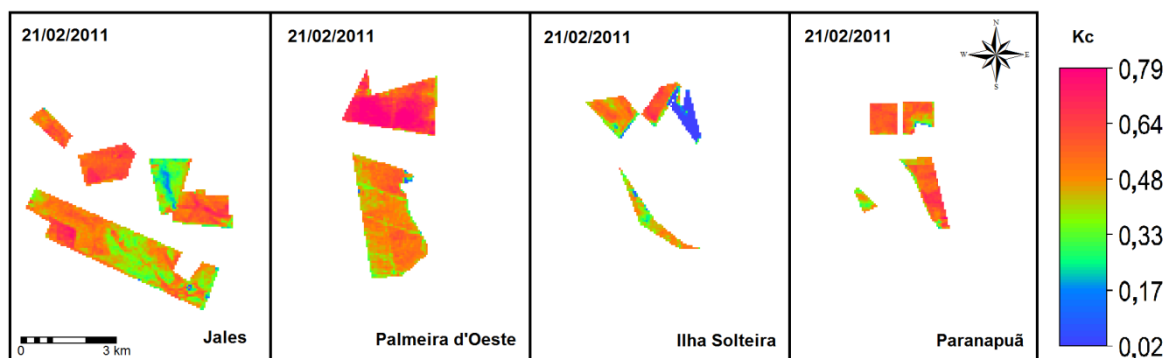 21/02/2011
21/02/2011
21/02/2011
21/02/2011
N
W
E
S
Kc
0,79
0,64
0,48
0,33
0,17
0,02
0
3 km
Jales
Palmeira d'Oeste
Ilha Solteira
Paranapuã